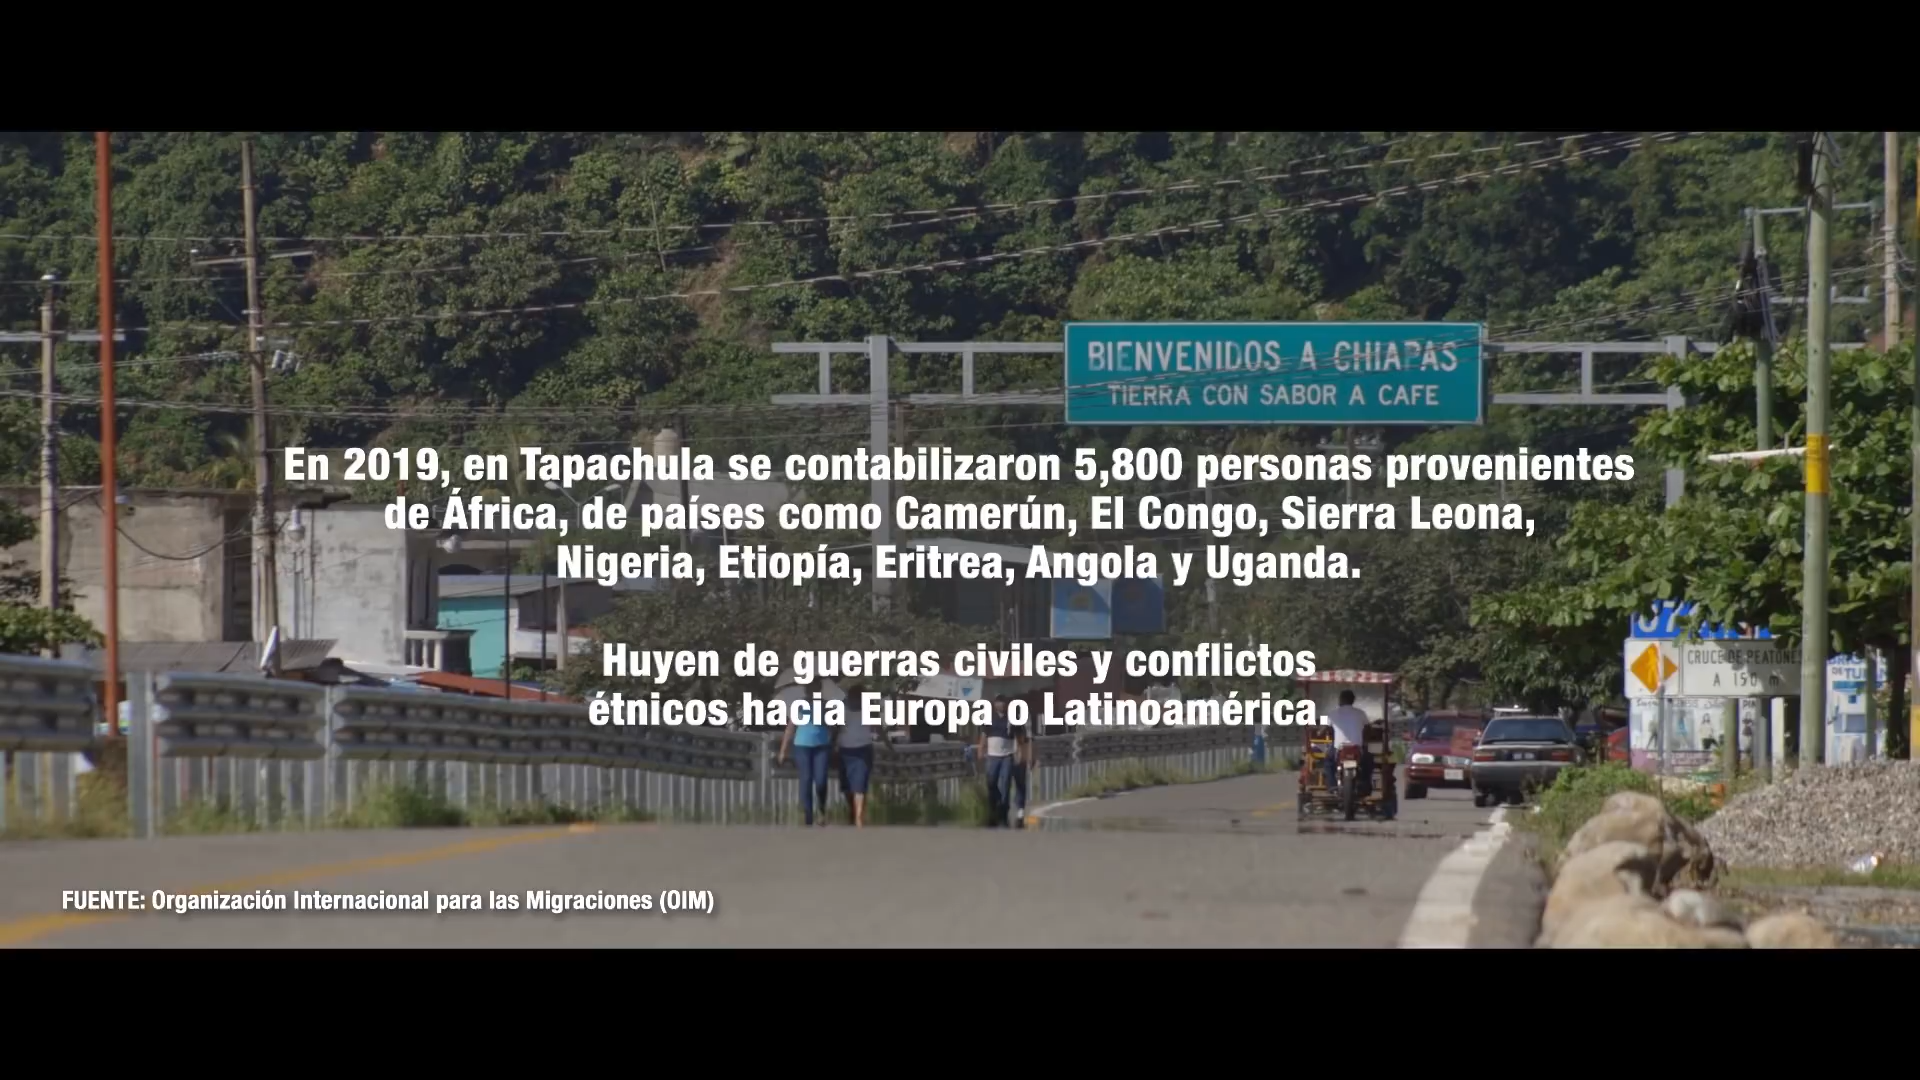 BIENVENIDOS A CHIAPAS
TIERRA CON SABOR A CAFE
En 2019, en Tapachula se contabilizaron 5,800 personas provenientes
de África, de países como Camerún, El Congo, Sierra Leona,
Nigeria, Etiopía, Eritrea, Angola y Uganda.
Huyen de guerras civiles y conflictos
étnicos hacia Europa o Latinoamérica.
CRUCE DE PEATONES
A 150 m
FUENTE: Organización Internacional para las Migraciones (OIM)